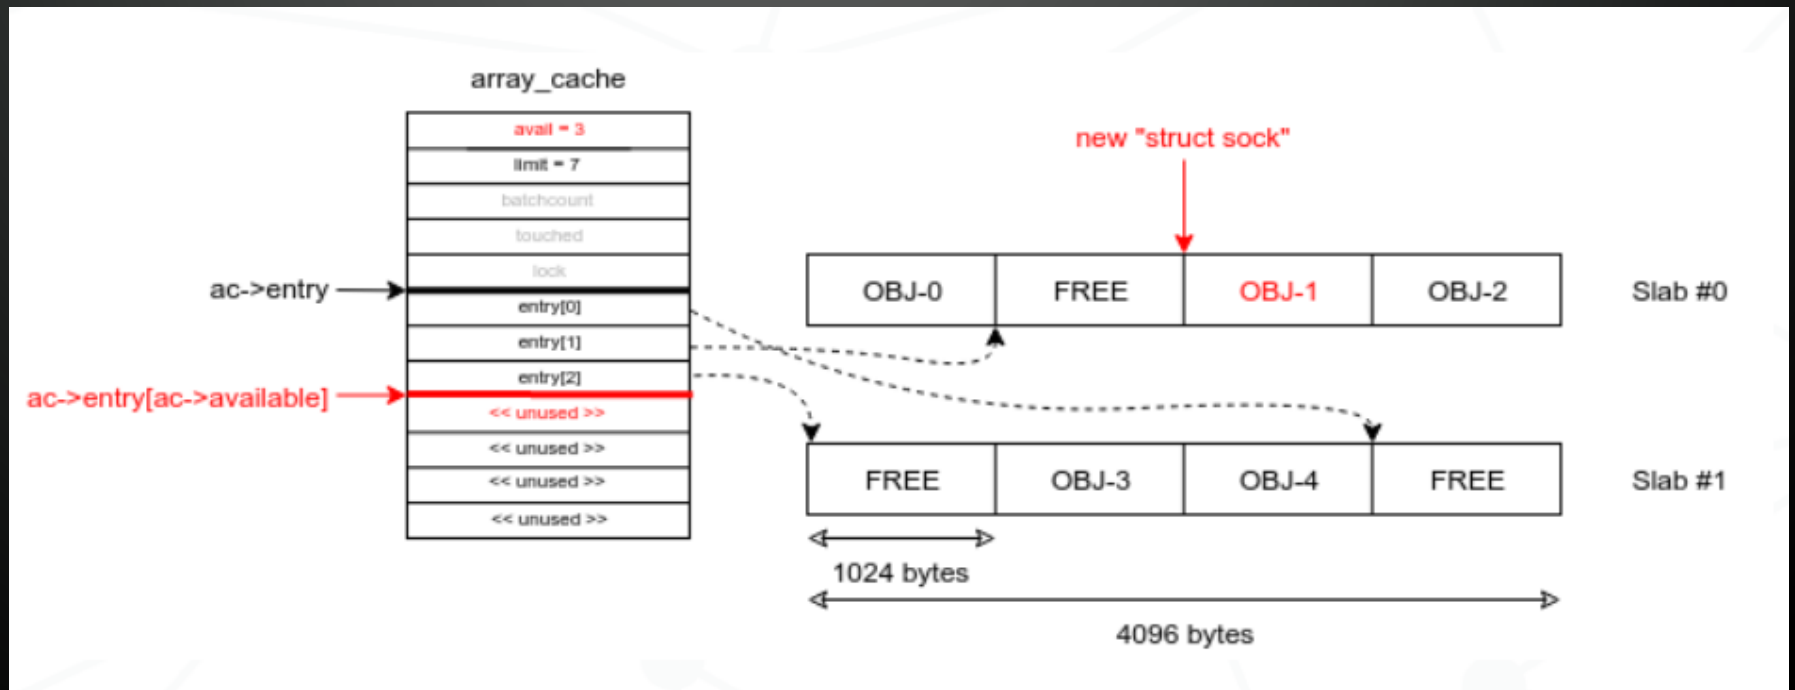 array_cache
avail = 3
limit = 7
batchcount
touched
lock
ac->entry
entry[0]
entry[1]
entry[2]
ac->entry[ac->available]
<< unused >>
<< unused >>
<< unused >>
<< unused >>
new "struct sock"
OBJ-0 FREE OBJ-1 OBJ-2 Slab #0
FREE OBJ-3 OBJ-4 FREE Slab #1
1024 bytes
4096 bytes